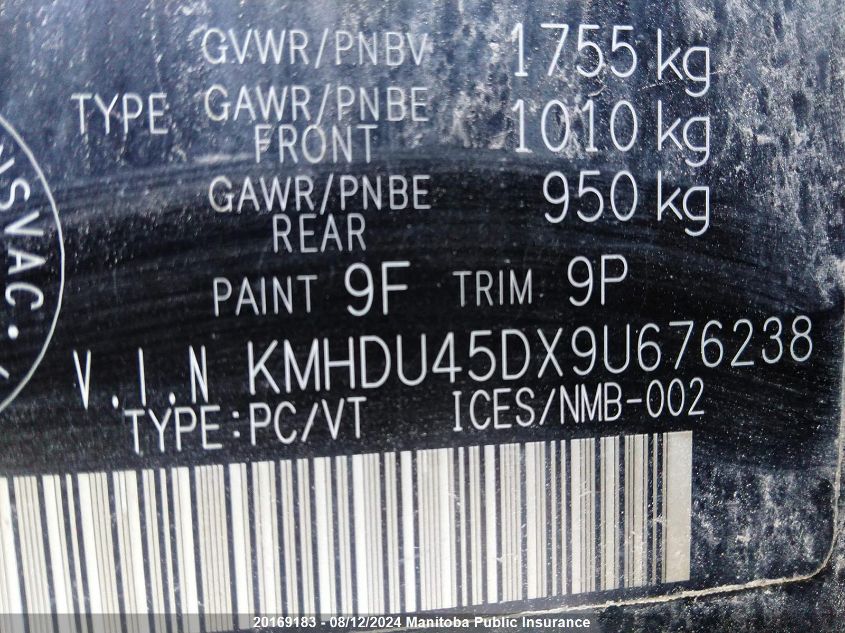 GVWR/PNBV 1755 kg
TYPE GAWR/PNBE 1010 kg
FRONT
GAWR/PNBE 950 kg
REAR
NSVAC.
PAINT 9F TRIM 9P
V.I.N KMHDU45DX9U676238
TYPE:PC/VT ICES/NMB-002
20169183 - 08/12/2024 Manitoba Public Insurance